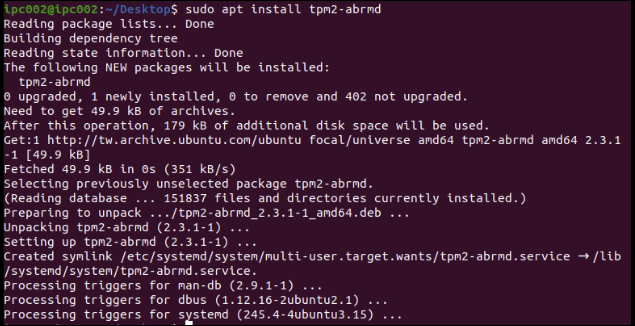 ipc002@ipc002:~/Desktop$ sudo apt install tpm2-abrmd
Reading package lists... Done
Building dependency tree
Reading state information... Done
The following NEW packages will be installed:
  tpm2-abrmd
0 upgraded, 1 newly installed, 0 to remove and 402 not upgraded.
Need to get 49.9 kB of archives.
After this operation, 179 kB of additional disk space will be used.
Get:1 http://tw.archive.ubuntu.com/ubuntu focal/universe amd64 tpm2-abrmd amd64 2.3.1
-1 [49.9 kB]
Fetched 49.9 kB in 0s (351 kB/s)
Selecting previously unselected package tpm2-abrmd.
(Reading database ... 151837 files and directories currently installed.)
Preparing to unpack .../tpm2-abrmd_2.3.1-1_amd64.deb ...
Unpacking tpm2-abrmd (2.3.1-1) ...
Setting up tpm2-abrmd (2.3.1-1) ...
Created symlink /etc/systemd/system/multi-user.target.wants/tpm2-abrmd.service → /lib
/systemd/system/tpm2-abrmd.service.
Processing triggers for man-db (2.9.1-1) ...
Processing triggers for dbus (1.12.16-2ubuntu2.1) ...
Processing triggers for systemd (245.4-4ubuntu3.15) ...